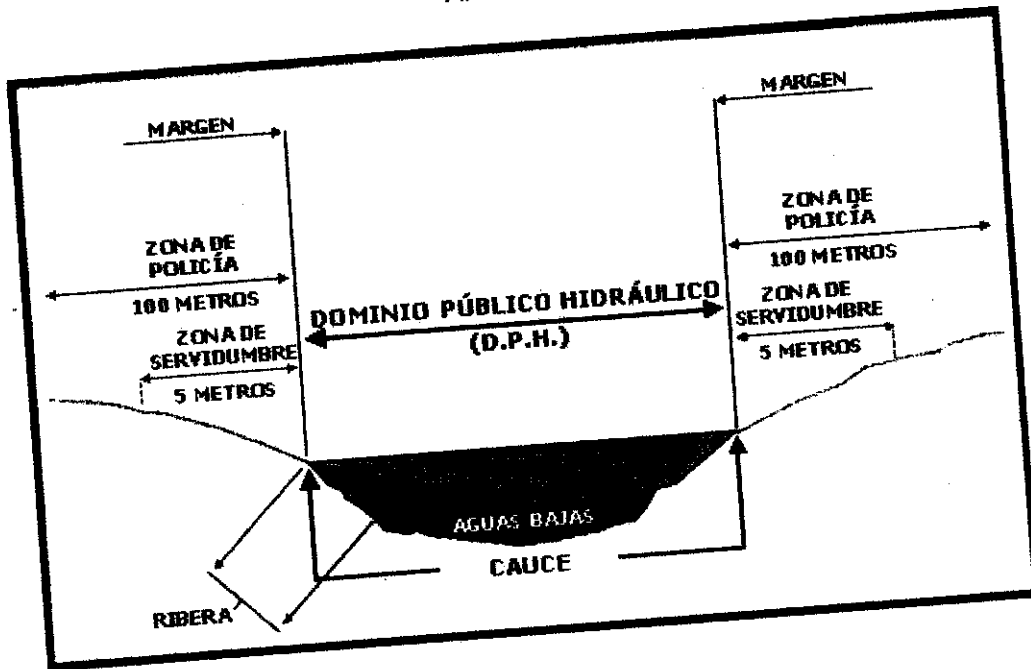 MARGEN
MARGEN
ZONA DE
POLICÍA
100 METROS
ZONA DE
POLICÍA
100 METROS
DOMINIO PÚBLICO HIDRÁULICO
(D.P.H.)
ZONA DE
SERVIDUMBRE
5 METROS
ZONA DE
SERVIDUMBRE
5 METROS
AGUAS BAJAS
CAUCE
RIBERA